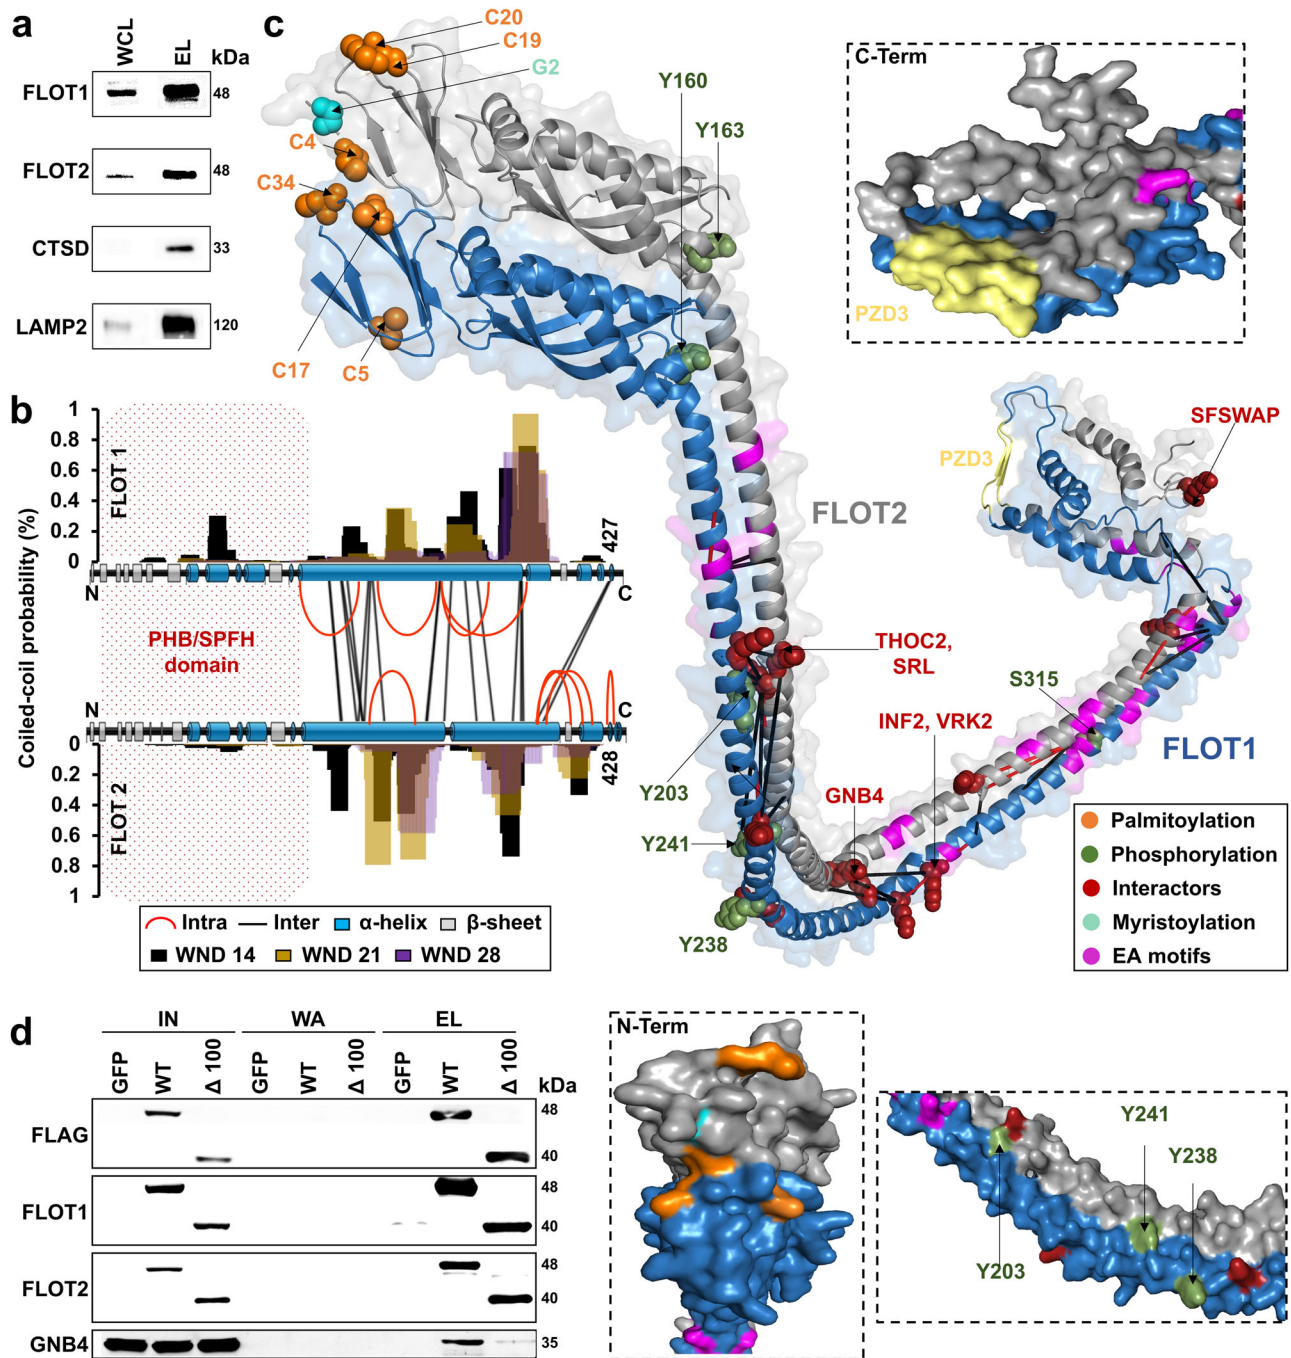 a
WCL
EL
kDa
FLOT1
48
FLOT2
48
CTSD
33
LAMP2
120
b
Coiled-coil probability (%)
1
0.8
0.6
0.4
0.2
0
FLOT 1
427
N
C
PHB/SPFH
domain
N
C
0
0.2
0.4
0.6
0.8
1
FLOT 2
428
Intra
Inter
α-helix
β-sheet
WND 14
WND 21
WND 28
c
C20
C19
G2
C4
C34
C17
C5
Y160
Y163
FLOT2
THOC2,
SRL
INF2, VRK2
GNB4
Y203
Y241
Y238
S315
FLOT1
SFSWAP
PZD3
C-Term
PZD3
Palmitoylation
Phosphorylation
Interactors
Myristoylation
EA motifs
N-Term
Y241
Y238
Y203
d
IN
WA
EL
GFP
WT
Δ 100
GFP
WT
Δ 100
GFP
WT
Δ 100
kDa
FLAG
48
40
FLOT1
48
40
FLOT2
48
40
GNB4
35